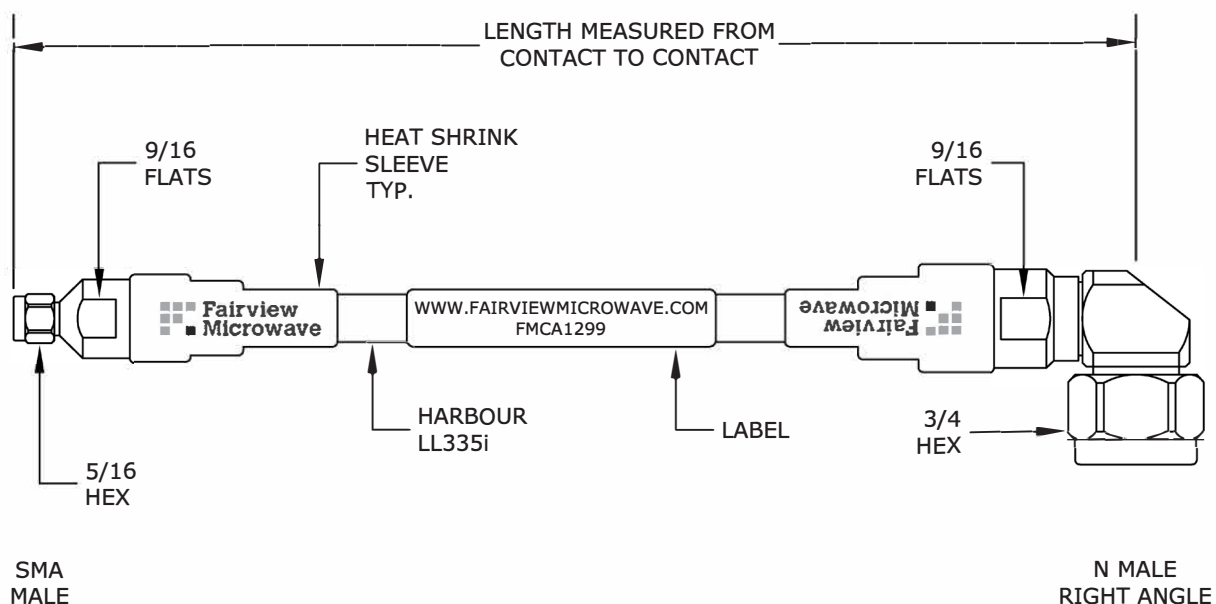 LENGTH MEASURED FROM
CONTACT TO CONTACT
9/16
FLATS
HEAT SHRINK
SLEEVE
TYP.
9/16
FLATS
Fairview
Microwave
WWW.FAIRVIEWMICROWAVE.COM
FMCA1299
Fairview
Microwave
HARBOUR
LL335i
LABEL
3/4
HEX
5/16
HEX
SMA
MALE
N MALE
RIGHT ANGLE